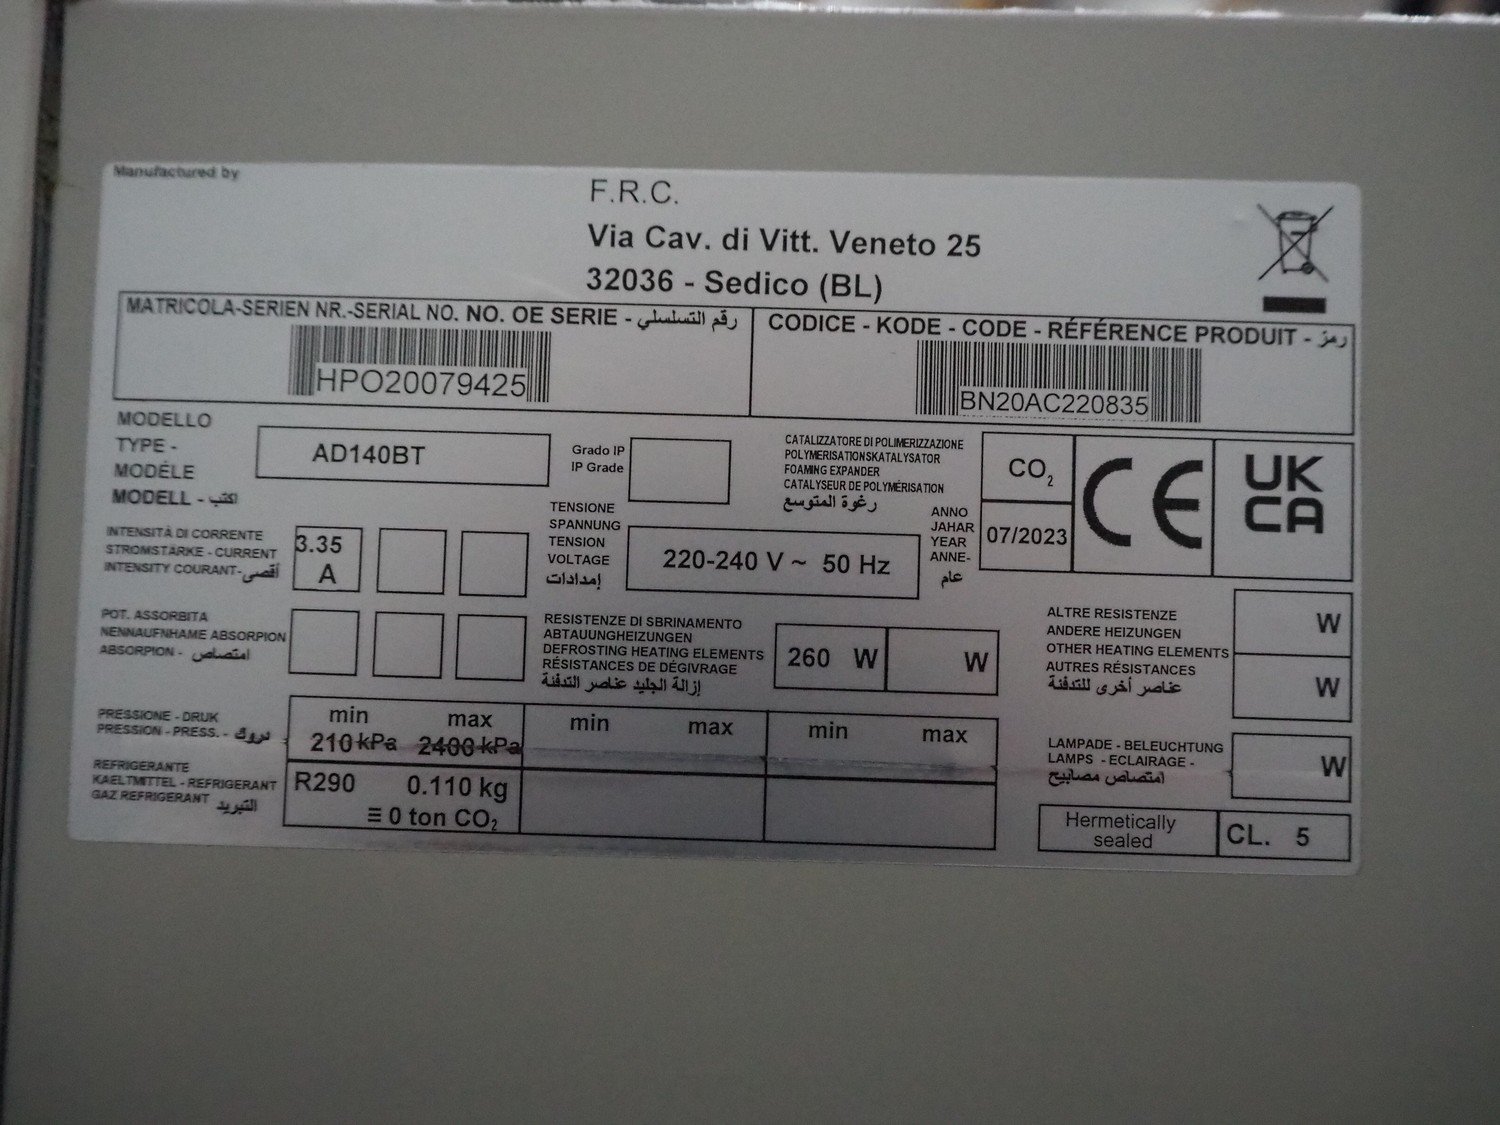 Manufactured by
F.R.C.
Via Cav. di Vitt. Veneto 25
32036 - Sedico (BL)
MATRICOLA-SERIEN NR.-SERIAL NO. NO. OE SERIE - رقم التسلسلي
HPO20079425
CODICE - KODE - CODE - RÉFÉRENCE PRODUIT - رمز
BN20AC220835
MODELLO
TYPE -
MODÉLE
MODELL - اكتب
AD140BT
Grado IP
IP Grade
CATALIZZATORE DI POLIMERIZZAZIONE
POLYMERISATIONSKATALYSATOR
FOAMING EXPANDER
CATALYSEUR DE POLYMÉRISATION
رغوة المتوسع
CO2
CE
UK
CA
INTENSITÀ DI CORRENTE
STROMSTÄRKE - CURRENT
INTENSITY COURANT- أقصى
3.35
A
TENSIONE
SPANNUNG
TENSION
VOLTAGE
إمدادات
220-240 V ~ 50 Hz
ANNO
JAHAR
YEAR
ANNE-
عام
07/2023
POT. ASSORBITA
NENNAUFNHAME ABSORPION
ABSORPION - امتصاص
RESISTENZE DI SBRINAMENTO
ABTAUUNGHEIZUNGEN
DEFROSTING HEATING ELEMENTS
RÉSISTANCES DE DÉGIVRAGE
إزالة الجليد عناصر التدفئة
260 W
W
ALTRE RESISTENZE
ANDERE HEIZUNGEN
OTHER HEATING ELEMENTS
AUTRES RÉSISTANCES
عناصر أخرى للتدفئة
W
W
PRESSIONE - DRUK
PRESSION - PRESS. - دروك
min max
210 kPa 2400 kPa
min max
min max
REFRIGERANTE
KAELTMITTEL - REFRIGERANT
GAZ REFRIGERANT التبريد
R290 0.110 kg
≡ 0 ton CO2
LAMPADE - BELEUCHTUNG
LAMPS - ECLAIRAGE -
امتصاص مصابيح
W
Hermetically
sealed
CL. 5